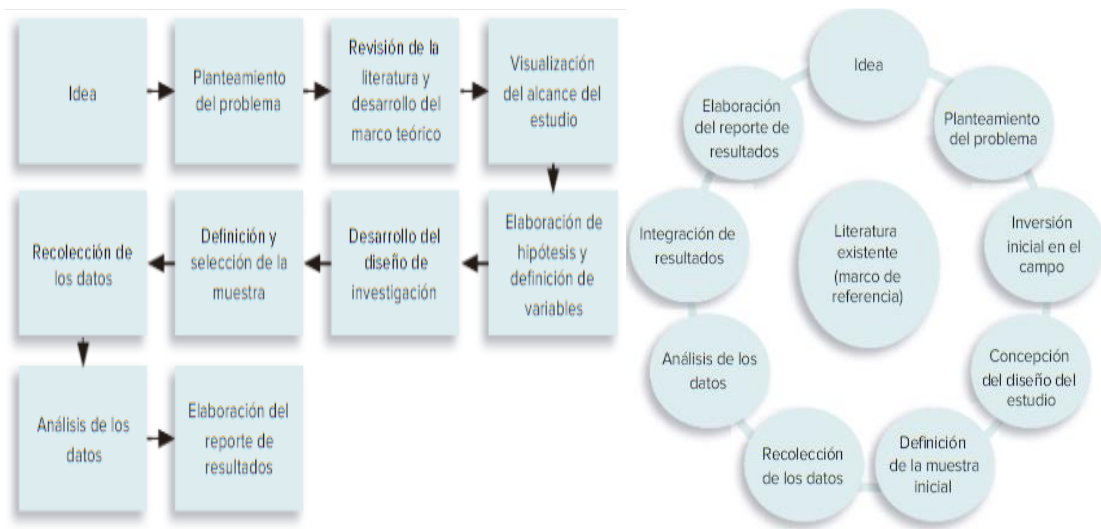 Idea
Planteamiento
del problema
Revisión de la
literatura y
desarrollo del
marco teórico
Visualización
del alcance del
estudio
Elaboración de
hipótesis y
definición de
variables
Desarrollo del
diseño de
investigación
Definición y
selección de la
muestra
Recolección de
los datos
Análisis de los
datos
Elaboración del
reporte de
resultados
Idea
Planteamiento
del problema
Inversión
inicial en el
campo
Concepción
del diseño del
estudio
Definición
de la muestra
inicial
Recolección
de los datos
Análisis de los
datos
Integración de
resultados
Elaboración
del reporte de
resultados
Literatura
existente
(marco de
referencia)